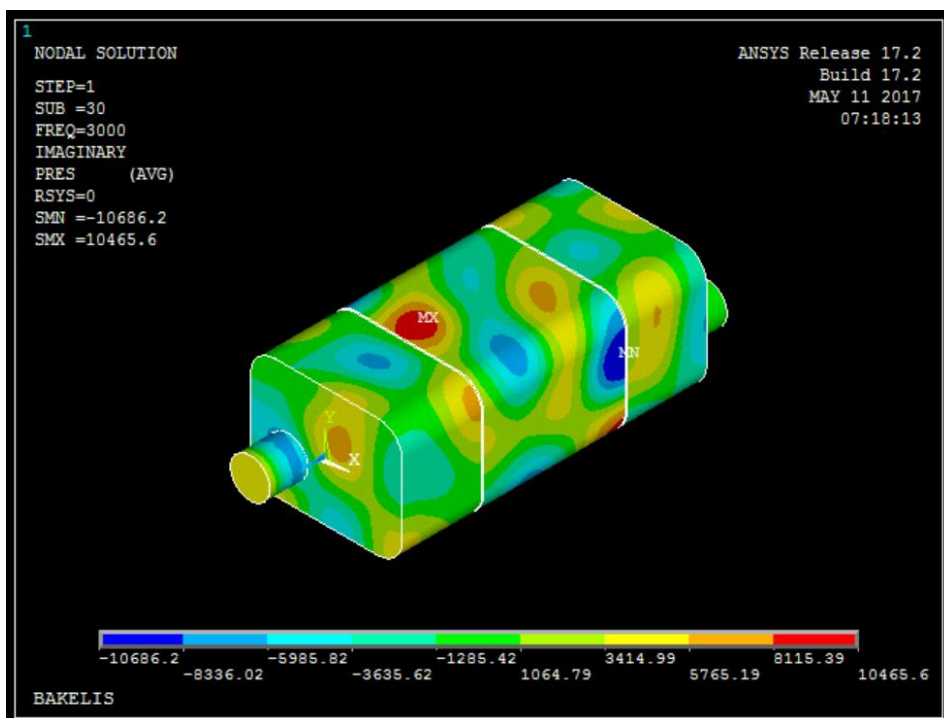 1
NODAL SOLUTION
STEP=1
SUB =30
FREQ=3000
IMAGINARY
PRES (AVG)
RSYS=0
SMN =-10686.2
SMX =10465.6
ANSYS Release 17.2
Build 17.2
MAY 11 2017
07:18:13
MX
MN
Y
X
-10686.2 -5985.82 -1285.42 3414.99 8115.39
-8336.02 -3635.62 1064.79 5765.19 10465.6
BAKELIS